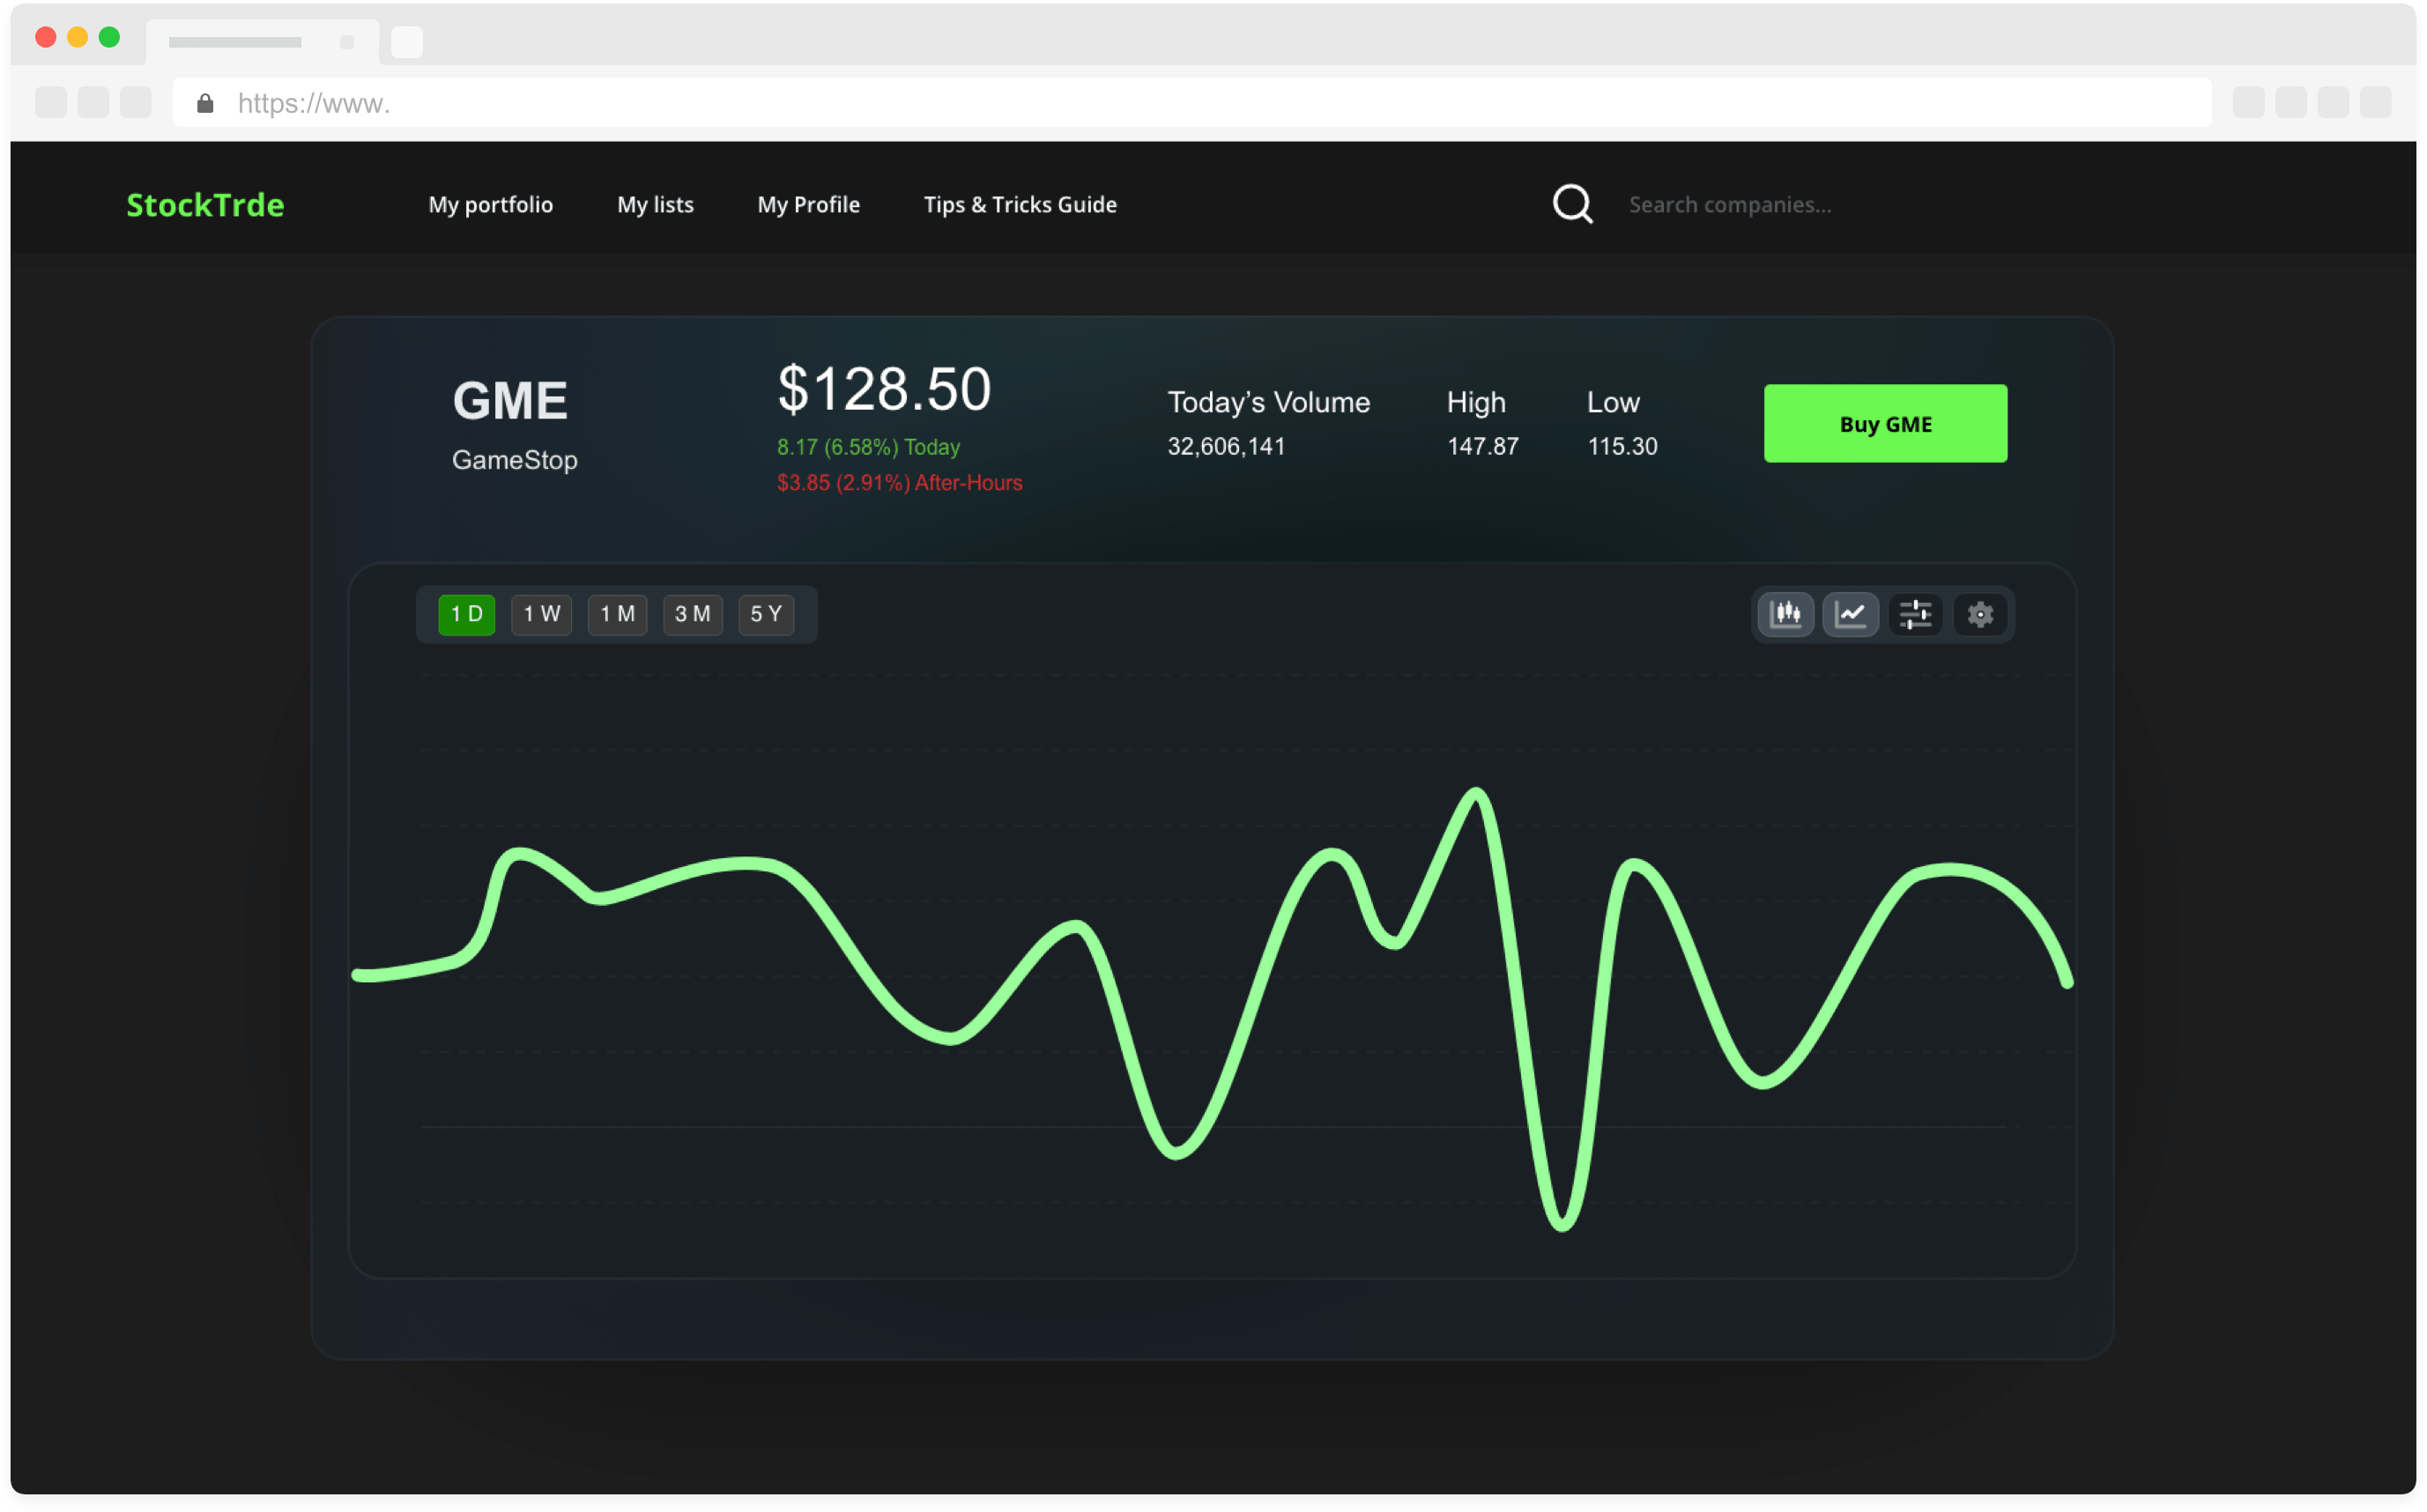 https://www.
StockTrde
My portfolio
My lists
My Profile
Tips & Tricks Guide
Search companies...
GME
GameStop
$128.50
8.17 (6.58%) Today
$3.85 (2.91%) After-Hours
Today’s Volume
32,606,141
High
147.87
Low
115.30
Buy GME
1 D
1 W
1 M
3 M
5 Y